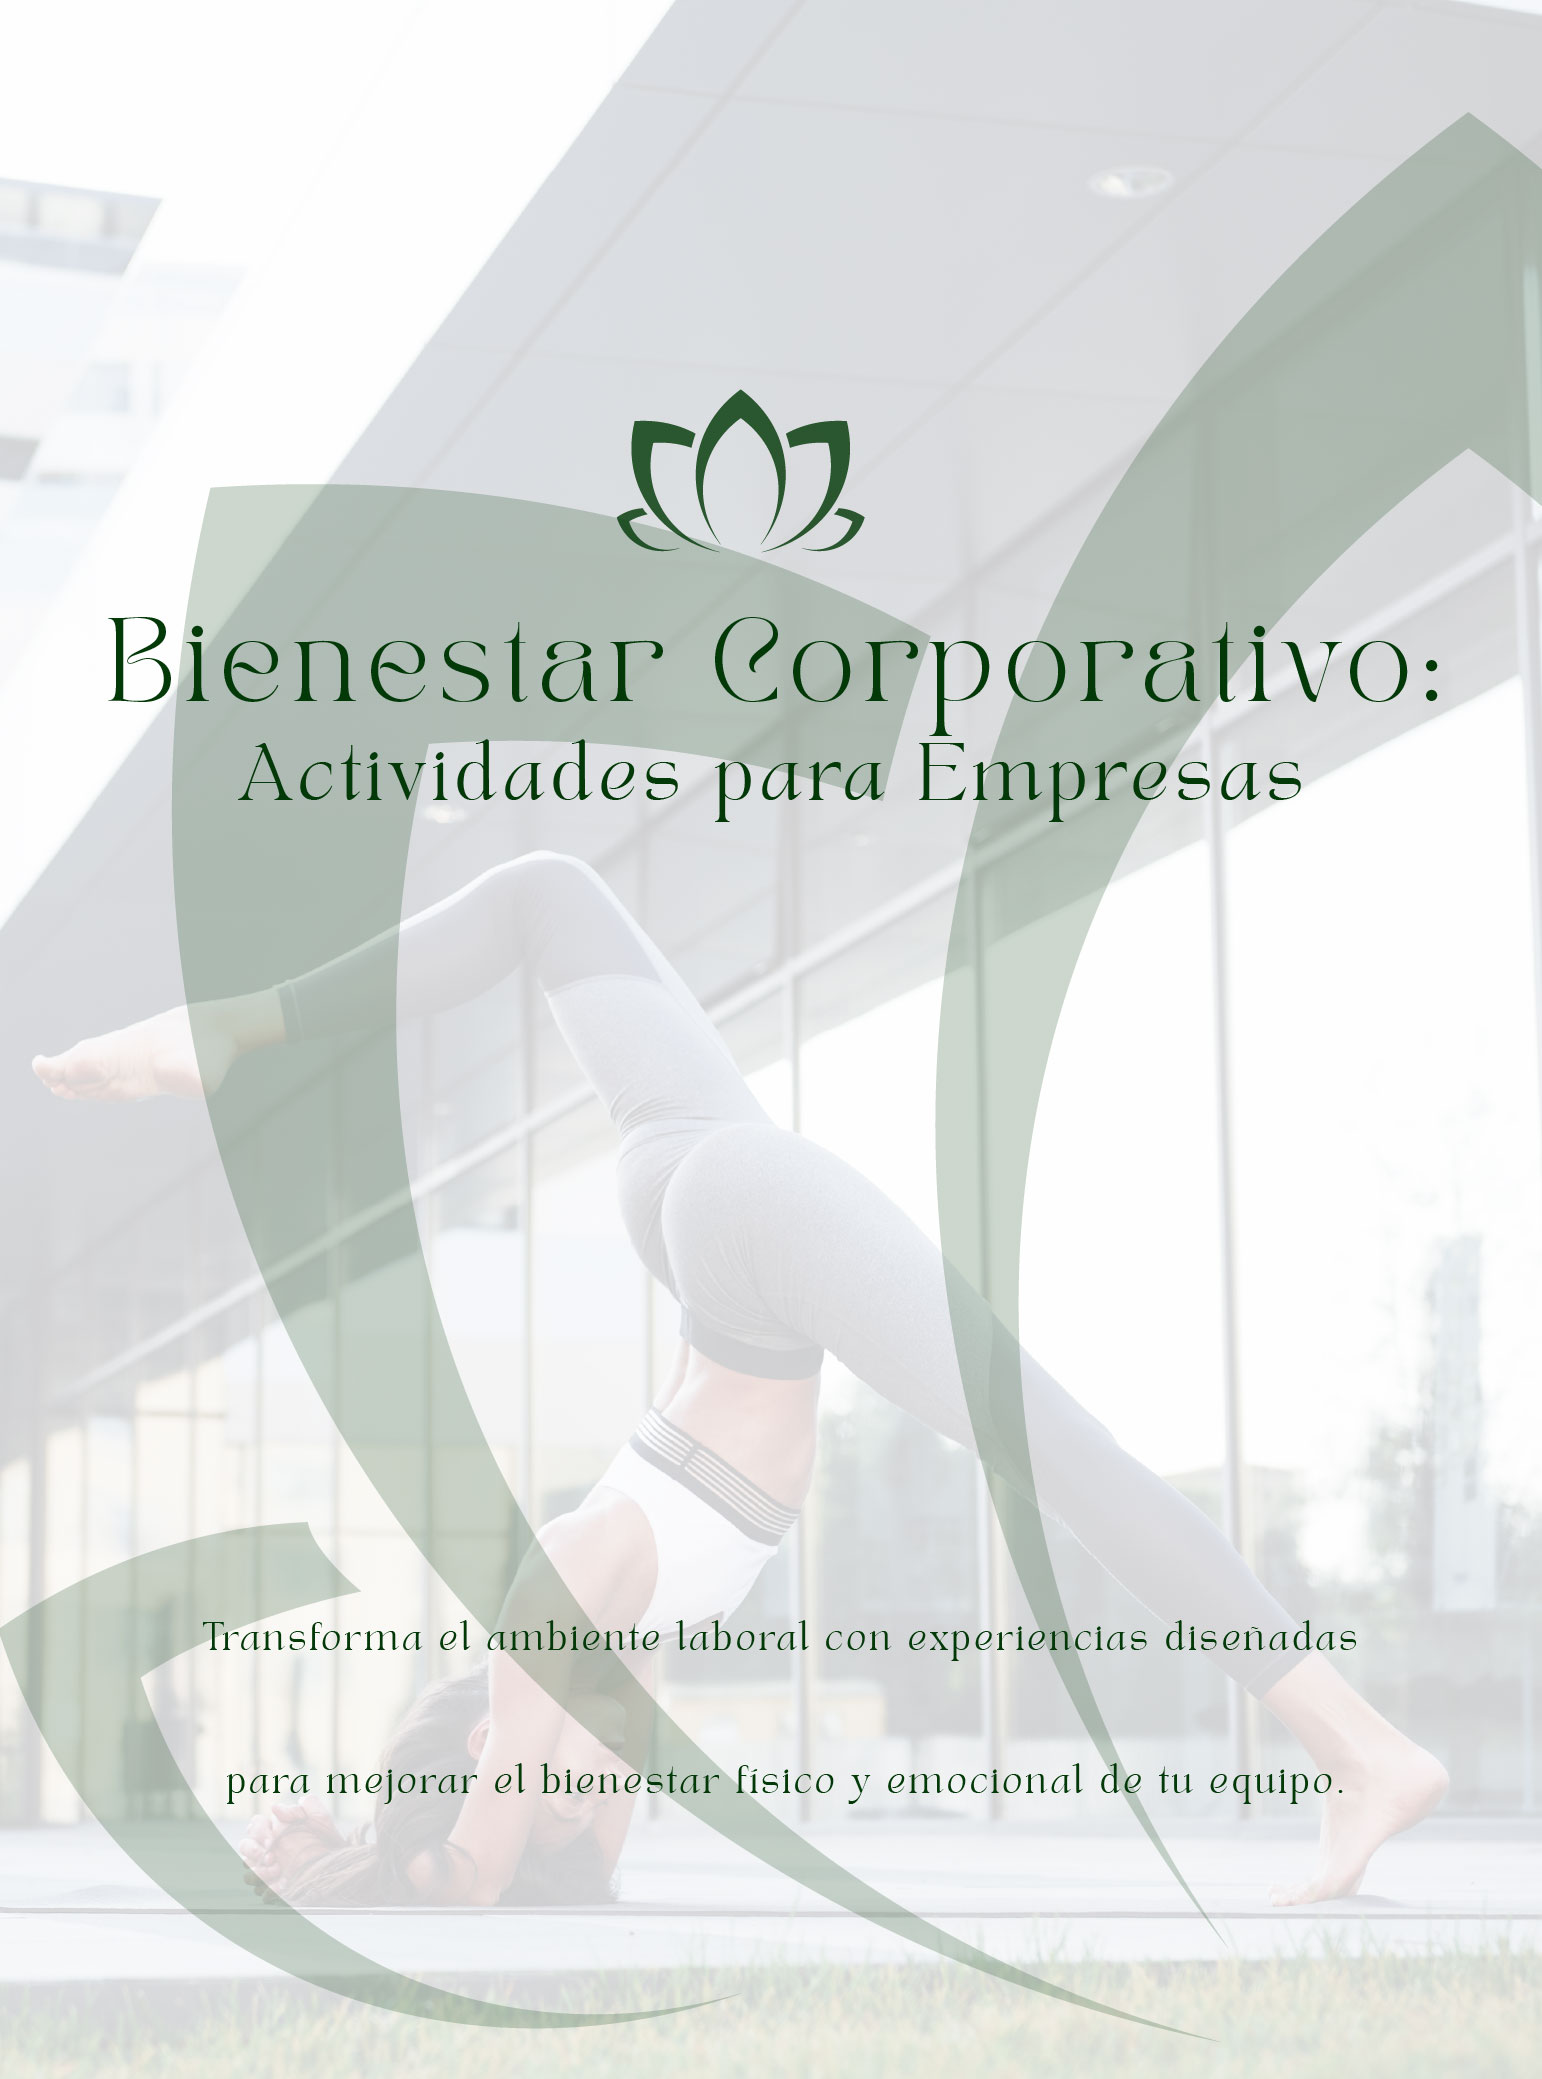 Bienestar Corporativo:
Actividades para Empresas
Transforma el ambiente laboral con experiencias diseñadas
para mejorar el bienestar físico y emocional de tu equipo.